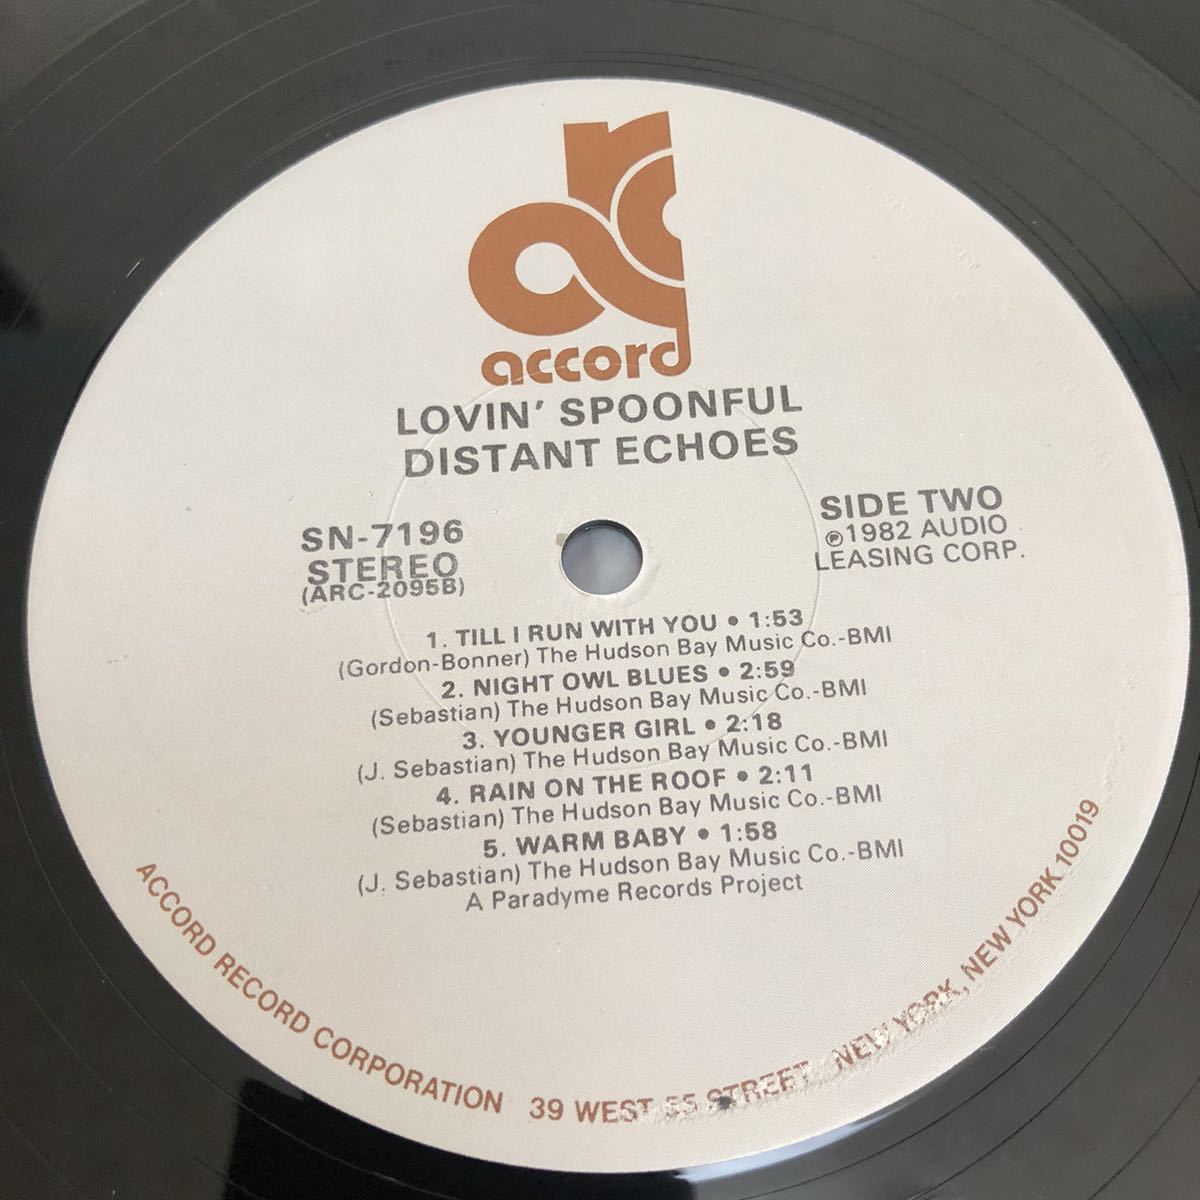 accord
LOVIN' SPOONFUL
DISTANT ECHOES
SN-7196
STEREO
(ARC-2095B)
SIDE TWO
℗1982 AUDIO
LEASING CORP.
1. TILL I RUN WITH YOU • 1:53
(Gordon-Bonner) The Hudson Bay Music Co.-BMI
2. NIGHT OWL BLUES • 2:59
(Sebastian) The Hudson Bay Music Co.-BMI
3. YOUNGER GIRL • 2:18
(J. Sebastian) The Hudson Bay Music Co.-BMI
4. RAIN ON THE ROOF • 2:11
(Sebastian) The Hudson Bay Music Co.-BMI
5. WARM BABY • 1:58
(J. Sebastian) The Hudson Bay Music Co.-BMI
A Paradyme Records Project
ACCORD RECORD CORPORATION 39 WEST 55 STREET, NEW YORK, NEW YORK 10019